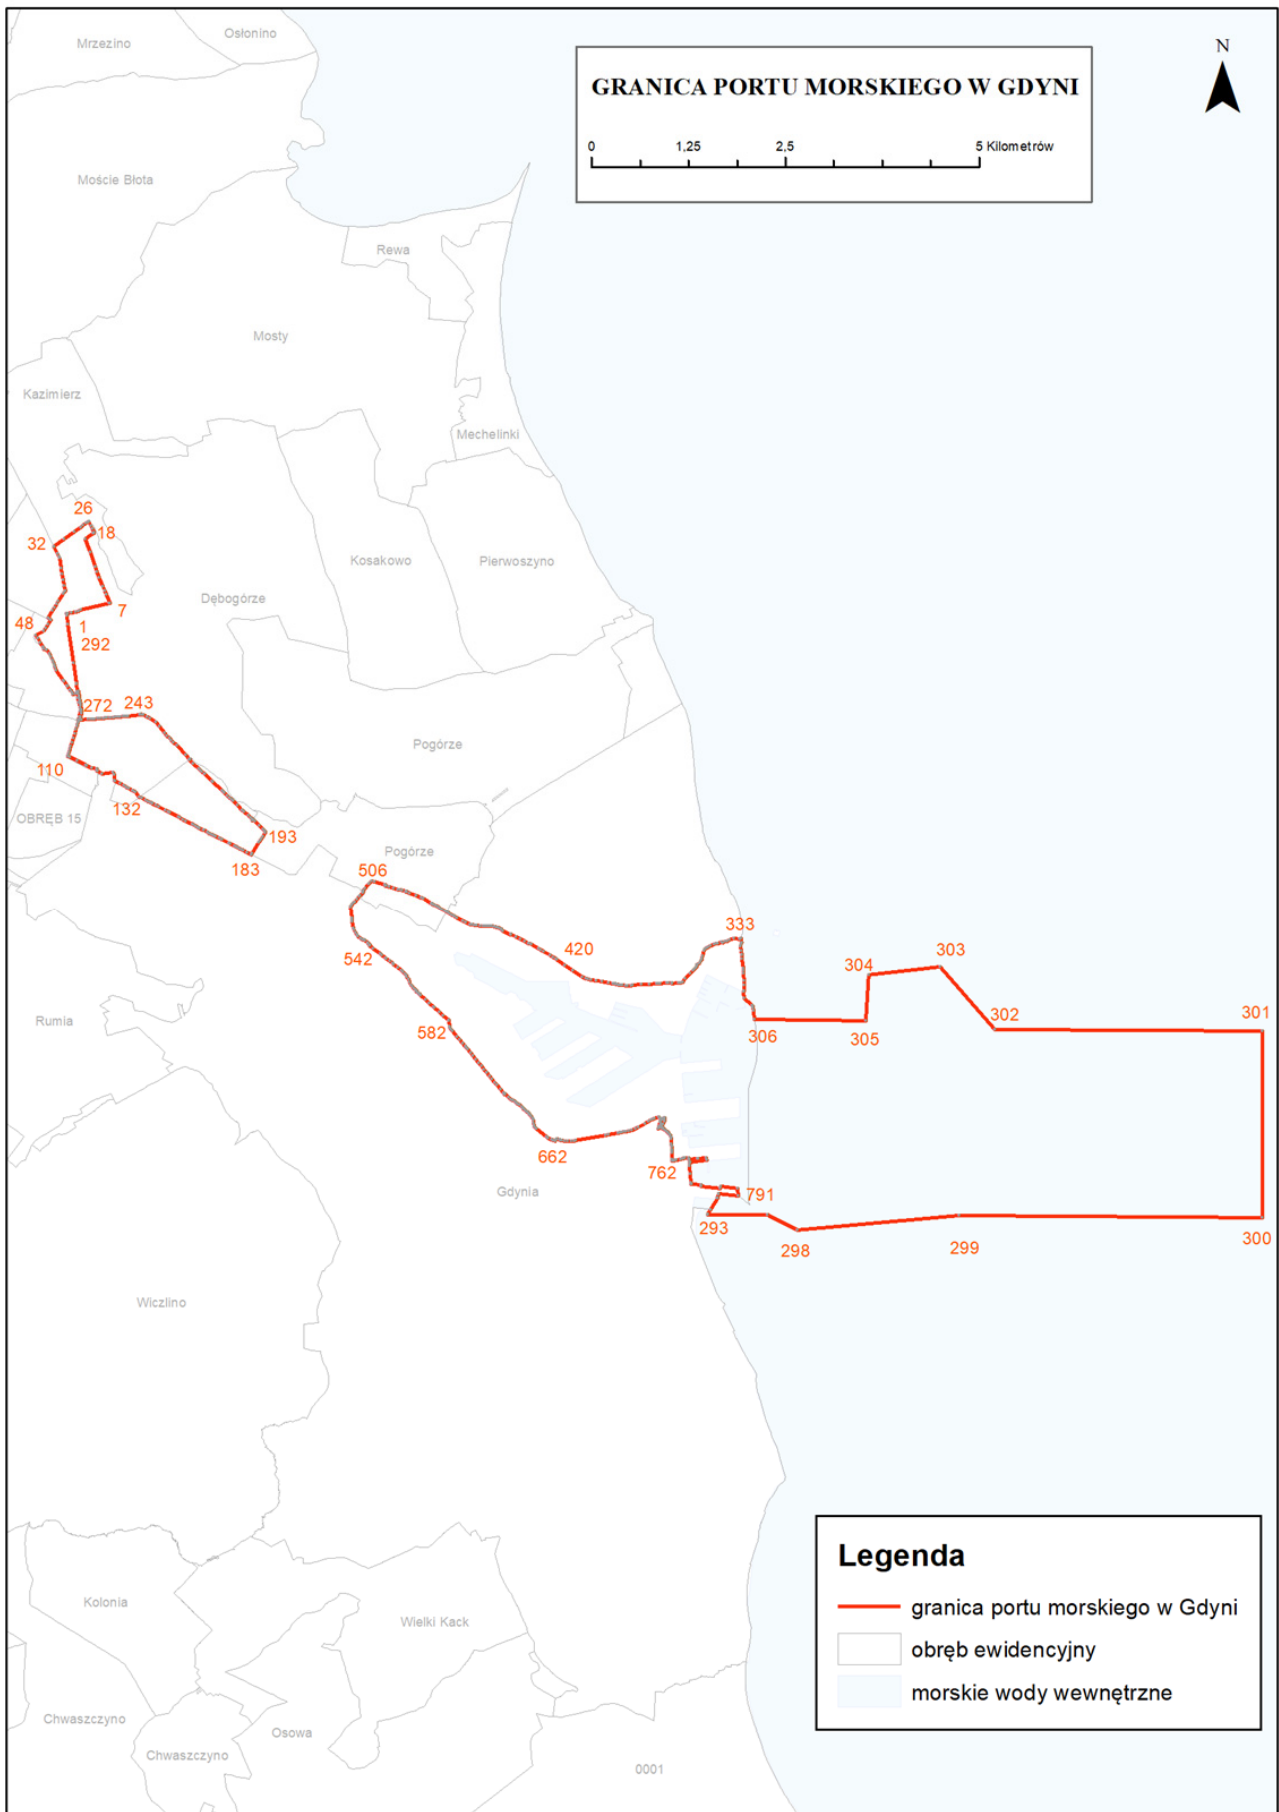 Osłonino
Mrzezino
N
GRANICA PORTU MORSKIEGO W GDYNI
0 1,25 2,5 5 Kilometrów
Moście Błota
Rewa
Mosty
Kazimierz
Mechelinki
26
18
32
Kosakowo
Pierwoszyno
Dębogórze
7
48
1
292
272
243
Pogórze
110
132
OBRĘB 15
193
Pogórze
183
506
333
420
303
542
304
301
302
Rumia
582
306
305
662
762
Gdynia
791
293
298
299
300
Wiczlino
Legenda
granica portu morskiego w Gdyni
obręb ewidencyjny
morskie wody wewnętrzne
Kolonia
Wielki Kack
Chwaszczyno
Osowa
Chwaszczyno
0001